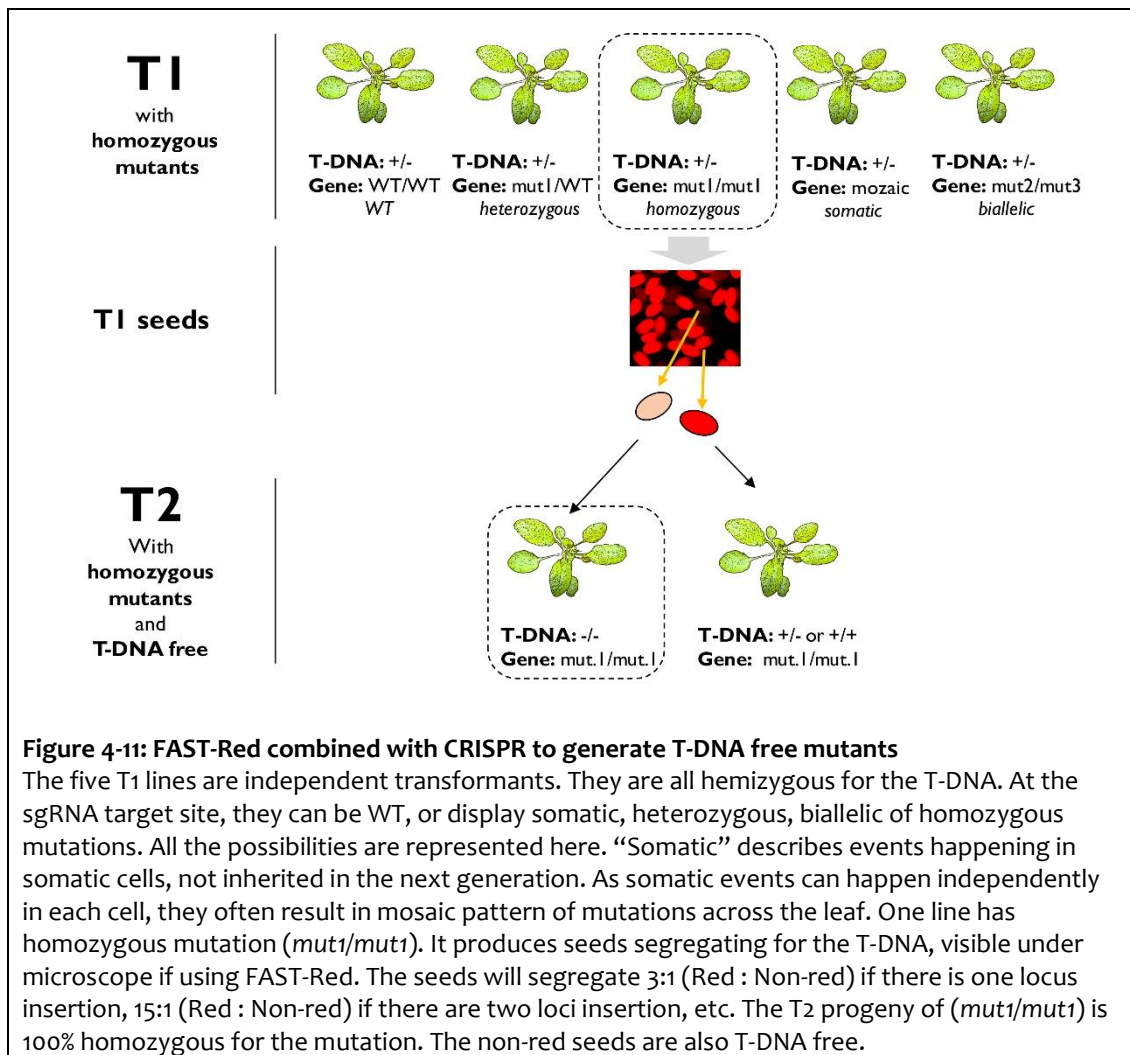 T1
with
homozygous
mutants
T-DNA: +/-
Gene: WT/WT
WT
T-DNA: +/-
Gene: mut1/WT
heterozygous
T-DNA: +/-
Gene: mut1/mut1
homozygous
T-DNA: +/-
Gene: mozaic
somatic
T-DNA: +/-
Gene: mut2/mut3
biallelic
T1 seeds
T2
With
homozygous
mutants
and
T-DNA free
T-DNA: -/-
Gene: mut.1/mut.1
T-DNA: +/- or +/+
Gene: mut.1/mut.1
Figure 4-11: FAST-Red combined with CRISPR to generate T-DNA free mutants
The five T1 lines are independent transformants. They are all hemizygous for the T-DNA. At the
sgRNA target site, they can be WT, or display somatic, heterozygous, biallelic of homozygous
mutations. All the possibilities are represented here. “Somatic” describes events happening in
somatic cells, not inherited in the next generation. As somatic events can happen independently
in each cell, they often result in mosaic pattern of mutations across the leaf. One line has
homozygous mutation (mut1/mut1). It produces seeds segregating for the T-DNA, visible under
microscope if using FAST-Red. The seeds will segregate 3:1 (Red : Non-red) if there is one locus
insertion, 15:1 (Red : Non-red) if there are two loci insertion, etc. The T2 progeny of (mut1/mut1) is
100% homozygous for the mutation. The non-red seeds are also T-DNA free.